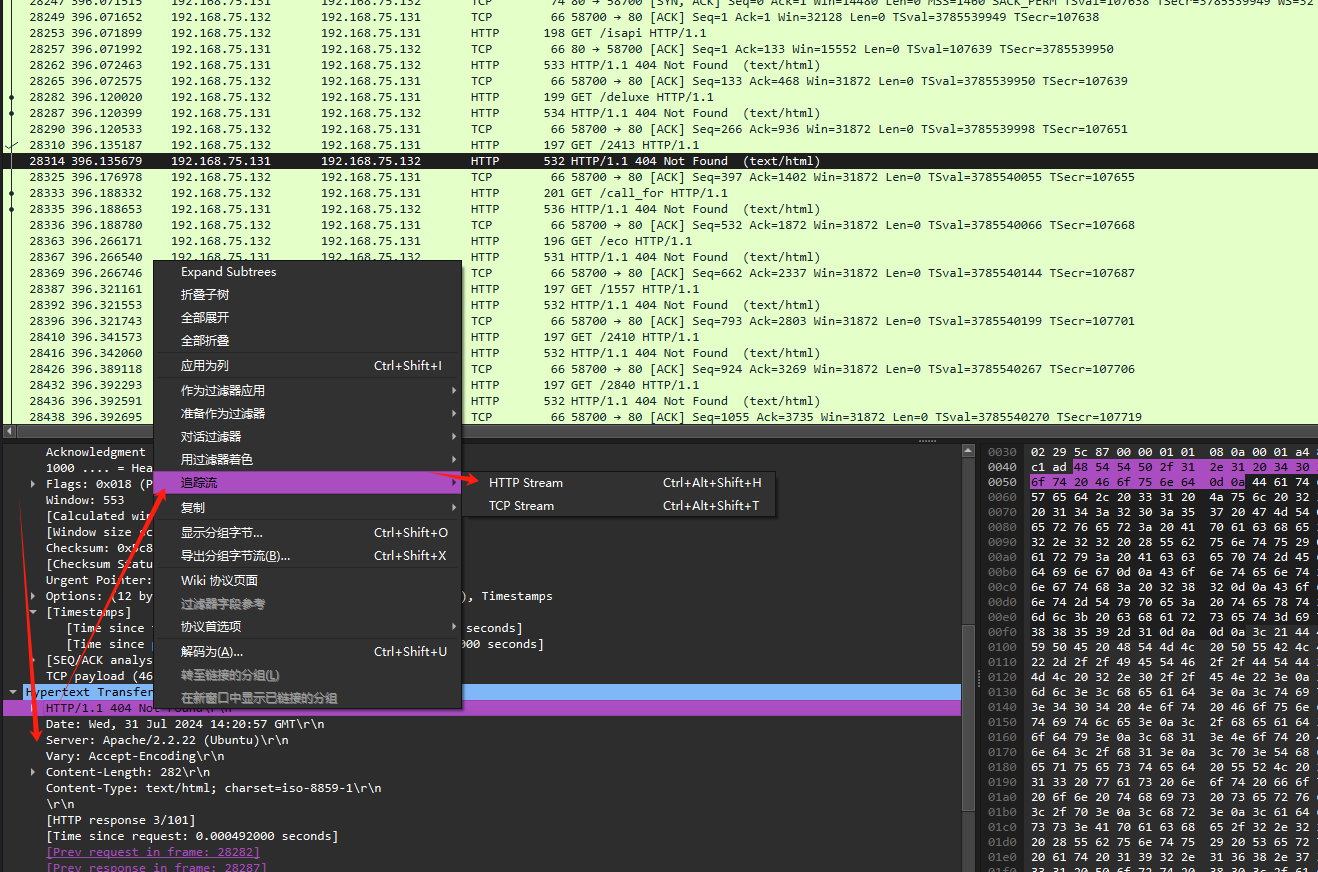 28247 396.071515 192.168.75.131 192.168.75.132 TCP 74 80 → 58700 [SYN, ACK] Seq=0 Ack=1 Win=14480 Len=0 MSS=1460 SACK_PERM TSval=107638 TSecr=3785539949 WS=32
28249 396.071652 192.168.75.132 192.168.75.131 TCP 66 58700 → 80 [ACK] Seq=1 Ack=1 Win=32128 Len=0 TSval=3785539949 TSecr=107638
28253 396.071899 192.168.75.132 192.168.75.131 HTTP 198 GET /isapi HTTP/1.1
28257 396.071992 192.168.75.131 192.168.75.132 TCP 66 80 → 58700 [ACK] Seq=1 Ack=133 Win=15552 Len=0 TSval=107639 TSecr=3785539950
28262 396.072463 192.168.75.131 192.168.75.132 HTTP 533 HTTP/1.1 404 Not Found (text/html)
28265 396.072575 192.168.75.132 192.168.75.131 TCP 66 58700 → 80 [ACK] Seq=133 Ack=468 Win=31872 Len=0 TSval=3785539950 TSecr=107639
28282 396.120020 192.168.75.132 192.168.75.131 HTTP 199 GET /deluxe HTTP/1.1
28287 396.120399 192.168.75.131 192.168.75.132 HTTP 534 HTTP/1.1 404 Not Found (text/html)
28290 396.120533 192.168.75.132 192.168.75.131 TCP 66 58700 → 80 [ACK] Seq=266 Ack=936 Win=31872 Len=0 TSval=3785539998 TSecr=107651
28310 396.135187 192.168.75.132 192.168.75.131 HTTP 197 GET /2413 HTTP/1.1
28314 396.135679 192.168.75.131 192.168.75.132 HTTP 532 HTTP/1.1 404 Not Found (text/html)
28325 396.176978 192.168.75.132 192.168.75.131 TCP 66 58700 → 80 [ACK] Seq=397 Ack=1402 Win=31872 Len=0 TSval=3785540055 TSecr=107655
28333 396.188332 192.168.75.132 192.168.75.131 HTTP 201 GET /call_for HTTP/1.1
28335 396.188653 192.168.75.131 192.168.75.132 HTTP 536 HTTP/1.1 404 Not Found (text/html)
28336 396.188780 192.168.75.132 192.168.75.131 TCP 66 58700 → 80 [ACK] Seq=532 Ack=1872 Win=31872 Len=0 TSval=3785540066 TSecr=107668
28363 396.266171 192.168.75.132 192.168.75.131 HTTP 196 GET /eco HTTP/1.1
28367 396.266540 192.168.75.131 192.168.75.132 HTTP 531 HTTP/1.1 404 Not Found (text/html)
28369 396.266746 TCP 66 58700 → 80 [ACK] Seq=662 Ack=2337 Win=31872 Len=0 TSval=3785540144 TSecr=107687
28387 396.321161 HTTP 197 GET /1557 HTTP/1.1
28392 396.321553 HTTP 532 HTTP/1.1 404 Not Found (text/html)
28396 396.321743 TCP 66 58700 → 80 [ACK] Seq=793 Ack=2803 Win=31872 Len=0 TSval=3785540199 TSecr=107701
28410 396.341573 HTTP 197 GET /2410 HTTP/1.1
28416 396.342060 HTTP 532 HTTP/1.1 404 Not Found (text/html)
28426 396.389118 TCP 66 58700 → 80 [ACK] Seq=924 Ack=3269 Win=31872 Len=0 TSval=3785540267 TSecr=107706
28432 396.392293 HTTP 197 GET /2840 HTTP/1.1
28436 396.392591 HTTP 532 HTTP/1.1 404 Not Found (text/html)
28438 396.392695 TCP 66 58700 → 80 [ACK] Seq=1055 Ack=3735 Win=31872 Len=0 TSval=3785540270 TSecr=107719
Expand Subtrees
折叠子树
全部展开
全部折叠
应用为列 Ctrl+Shift+I
作为过滤器应用
准备作为过滤器
对话过滤器
用过滤器着色
追踪流
复制
显示分组字节... Ctrl+Shift+O
导出分组字节流(B)... Ctrl+Shift+X
Wiki 协议页面
过滤器字段参考
协议首选项
解码为(A)... Ctrl+Shift+U
转至链接的分组(L)
在新窗口中显示已链接的分组
HTTP Stream Ctrl+Alt+Shift+H
TCP Stream Ctrl+Alt+Shift+T
Acknowledgment
1000 .... = Hea
Flags: 0x018 (P
Window: 553
[Calculated win
[Window size sc
Checksum: 0x5c8
[Checksum Statu
Urgent Pointer:
Options: (12 by ), Timestamps
[Timestamps]
[Time since seconds]
[Time since 000 seconds]
[SEQ/ACK analys
TCP payload (46
Hypertext Transfer
HTTP/1.1 404 Not Found\r\n
Date: Wed, 31 Jul 2024 14:20:57 GMT\r\n
Server: Apache/2.2.22 (Ubuntu)\r\n
Vary: Accept-Encoding\r\n
Content-Length: 282\r\n
Content-Type: text/html; charset=iso-8859-1\r\n
\r\n
[HTTP response 3/101]
[Time since request: 0.000492000 seconds]
[Prev request in frame: 28282]
[Prev response in frame: 28287]
0030 02 29 5c 87 00 00 01 01 08 0a 00 01 a4
0040 c1 ad 48 54 54 50 2f 31 2e 31 20 34 30
0050 6f 74 20 46 6f 75 6e 64 0d 0a 44 61 74
0060 57 65 64 2c 20 33 31 20 4a 75 6c 20 32
0070 20 31 34 3a 32 30 3a 35 37 20 47 4d 54
0080 65 72 76 65 72 3a 20 41 70 61 63 68 65
0090 32 2e 32 32 20 28 55 62 75 6e 74 75 29
00a0 61 72 79 3a 20 41 63 63 65 70 74 2d 45
00b0 64 69 6e 67 0d 0a 43 6f 6e 74 65 6e 74
00c0 6e 67 74 68 3a 20 32 38 32 0d 0a 43 6f
00d0 6e 74 2d 54 79 70 65 3a 20 74 65 78 74
00e0 6d 6c 3b 20 63 68 61 72 73 65 74 3d 69
00f0 38 38 35 39 2d 31 0d 0a 0d 0a 3c 21 44
0100 59 50 45 20 48 54 4d 4c 20 50 55 42 4c
0110 22 2d 2f 2f 49 45 54 46 2f 2f 44 54 44
0120 4d 4c 20 32 2e 30 2f 2f 45 4e 22 3e 0a
0130 6d 6c 3e 3c 68 65 61 64 3e 0a 3c 74 69
0140 3e 34 30 34 20 4e 6f 74 20 46 6f 75 6e
0150 74 69 74 6c 65 3e 0a 3c 2f 68 65 61 64
0160 6f 64 79 3e 0a 3c 68 31 3e 4e 6f 74 20
0170 6e 64 3c 2f 68 31 3e 0a 3c 70 3e 54 68
0180 65 71 75 65 73 74 65 64 20 55 52 4c 20
0190 31 33 20 77 61 73 20 6e 6f 74 20 66 6f
01a0 20 6f 6e 20 74 68 69 73 20 73 65 72 76
01b0 3c 2f 70 3e 0a 3c 68 72 3e 0a 3c 61 64
01c0 73 73 3e 41 70 61 63 68 65 2f 32 2e 32
01d0 20 28 55 62 75 6e 74 75 29 20 53 65 72
01e0 20 61 74 20 31 39 32 2e 31 36 38 2e 37